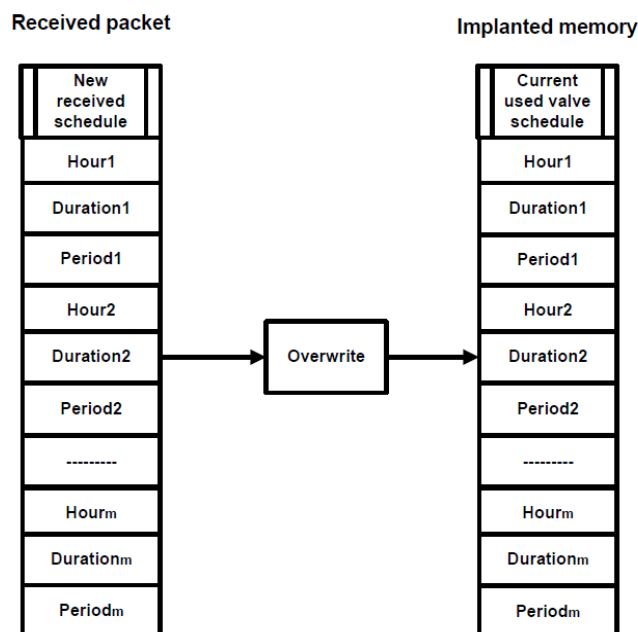 Received packet
New
received
schedule
Hour1
Duration1
Period1
Hour2
Duration2
Period2
---------
Hourm
Durationm
Periodm
Overwrite
Implanted memory
Current
used valve
schedule
Hour1
Duration1
Period1
Hour2
Duration2
Period2
---------
Hourm
Durationm
Periodm